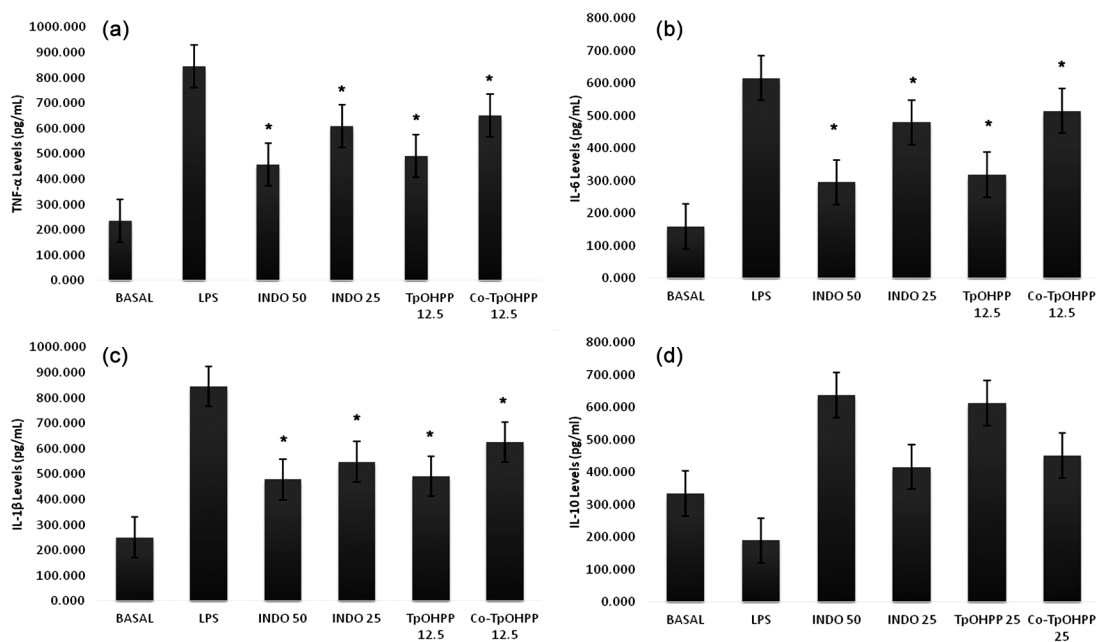 (a)
TNF-α Levels (pg/mL)
1000.000
900.000
800.000
700.000
600.000
500.000
400.000
300.000
200.000
100.000
0.000
* * * *
BASAL LPS INDO 50 INDO 25 TpOHPP Co-TpOHPP
12.5 12.5
(b)
IL-6 Levels (pg/mL)
800.000
700.000
600.000
500.000
400.000
300.000
200.000
100.000
0.000
* * * *
BASAL LPS INDO 50 INDO 25 TpOHPP Co-TpOHPP
12.5 12.5
(c)
IL-1β Levels (pg/mL)
1000.000
900.000
800.000
700.000
600.000
500.000
400.000
300.000
200.000
100.000
0.000
* * * *
BASAL LPS INDO 50 INDO 25 TpOHPP Co-TpOHPP
12.5 12.5
(d)
IL-10 Levels (pg/ml)
800.000
700.000
600.000
500.000
400.000
300.000
200.000
100.000
0.000
BASAL LPS INDO 50 INDO 25 TpOHPP 25 Co-TpOHPP
25